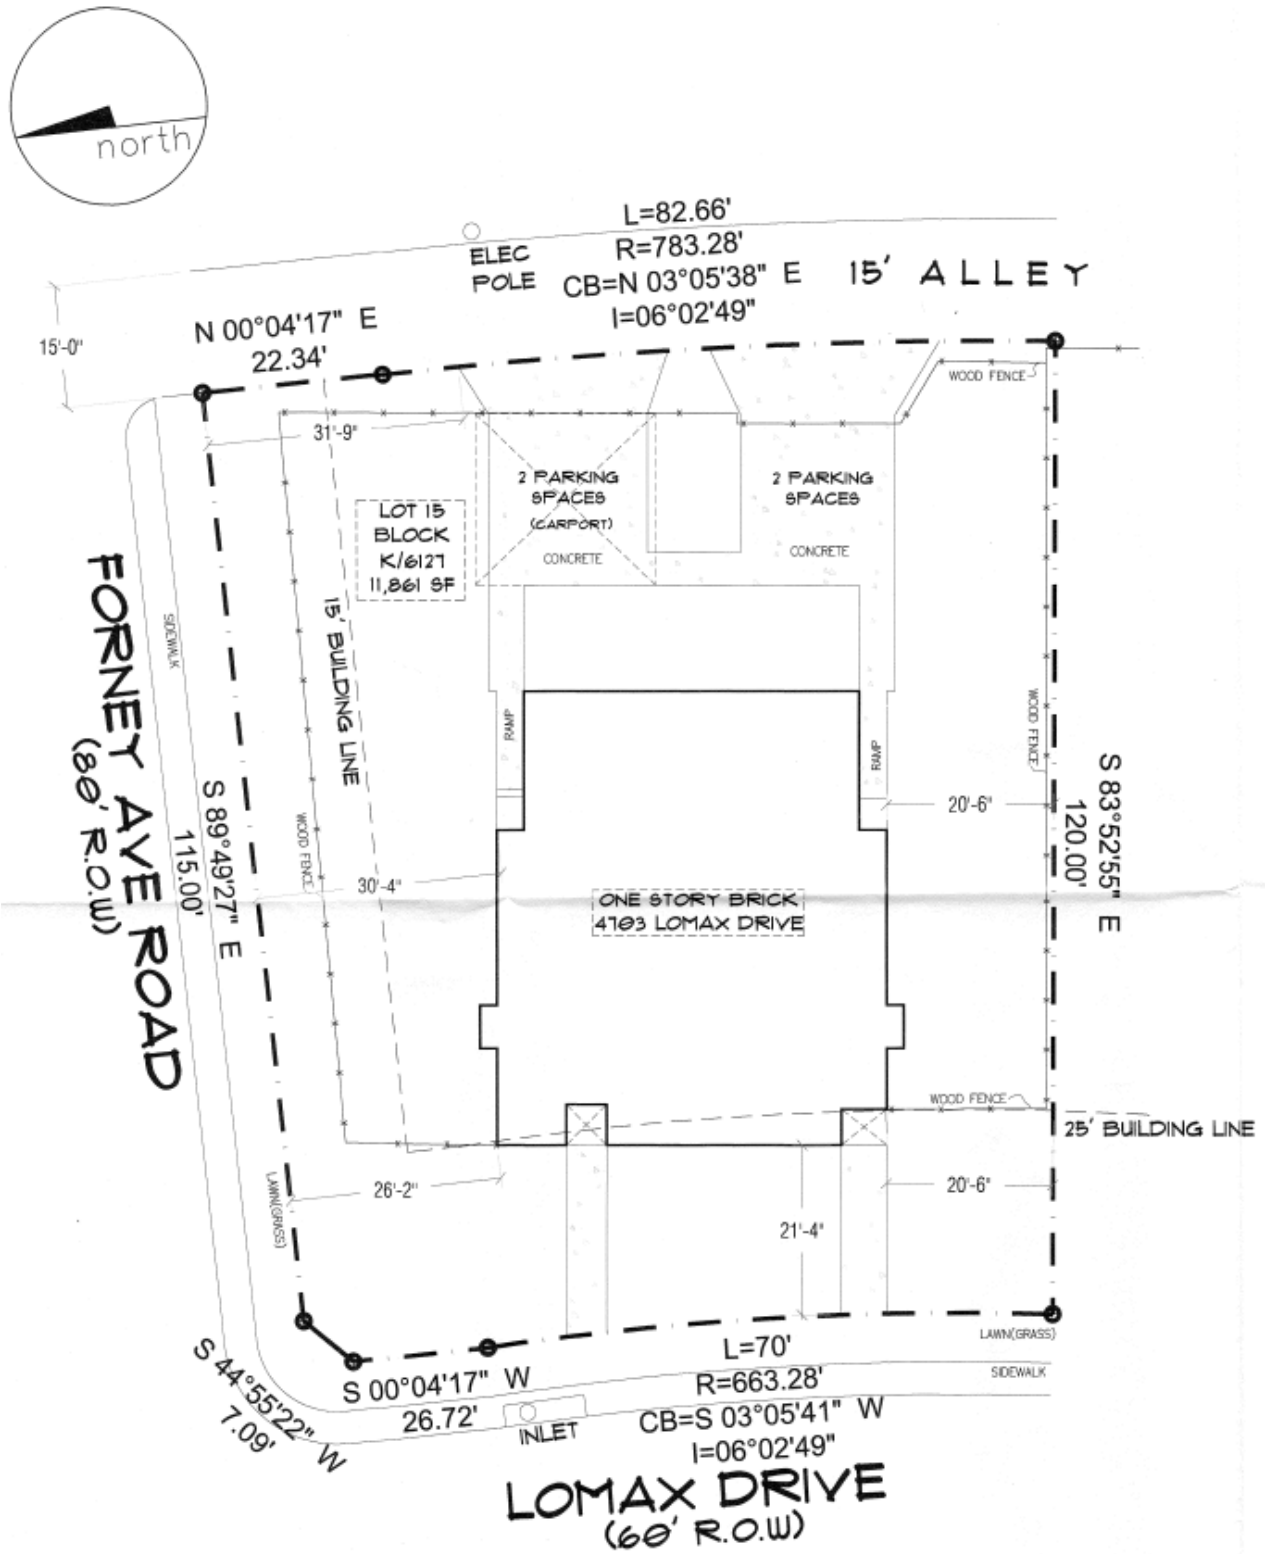 north
L=82.66'
R=783.28'
CB=N 03°05'38" E
I=06°02'49"
ELEC
POLE
15' ALLEY
N 00°04'17" E
22.34'
15'-0"
WOOD FENCE
31'-9"
2 PARKING
SPACES
(CARPORT)
CONCRETE
2 PARKING
SPACES
CONCRETE
LOT 15
BLOCK
K/6127
11,861 SF
FORNEY AVE ROAD
(80' R.O.W)
SIDEWALK
15' BUILDING LINE
RAMP
RAMP
WOOD FENCE
S 89°49'27" E
115.00'
WOOD FENCE
20'-6"
S 83°52'55" E
120.00'
30'-4"
ONE STORY BRICK
4703 LOMAX DRIVE
WOOD FENCE
25' BUILDING LINE
26'-2"
LAWN(GRASS)
20'-6"
21'-4"
LAWN(GRASS)
SIDEWALK
S 44°55'22" W
7.09'
S 00°04'17" W
26.72'
INLET
L=70'
R=663.28'
CB=S 03°05'41" W
I=06°02'49"
LOMAX DRIVE
(60' R.O.W)